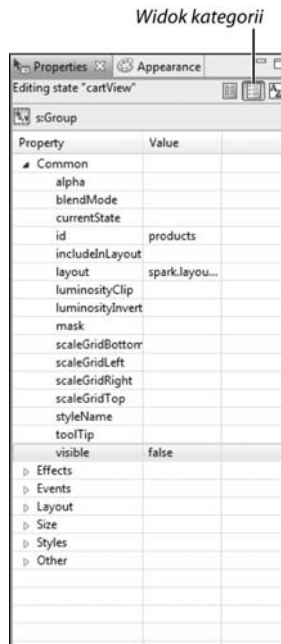 Widok kategorii
Properties Appearance
Editing state "cartView"
s:Group
Property Value
Common
alpha
blendMode
currentState
id products
includeInLayout
layout spark.layou...
luminosityClip
luminosityInvert
mask
scaleGridBottom
scaleGridLeft
scaleGridRight
scaleGridTop
styleName
toolTip
visible false
Effects
Events
Layout
Size
Styles
Other